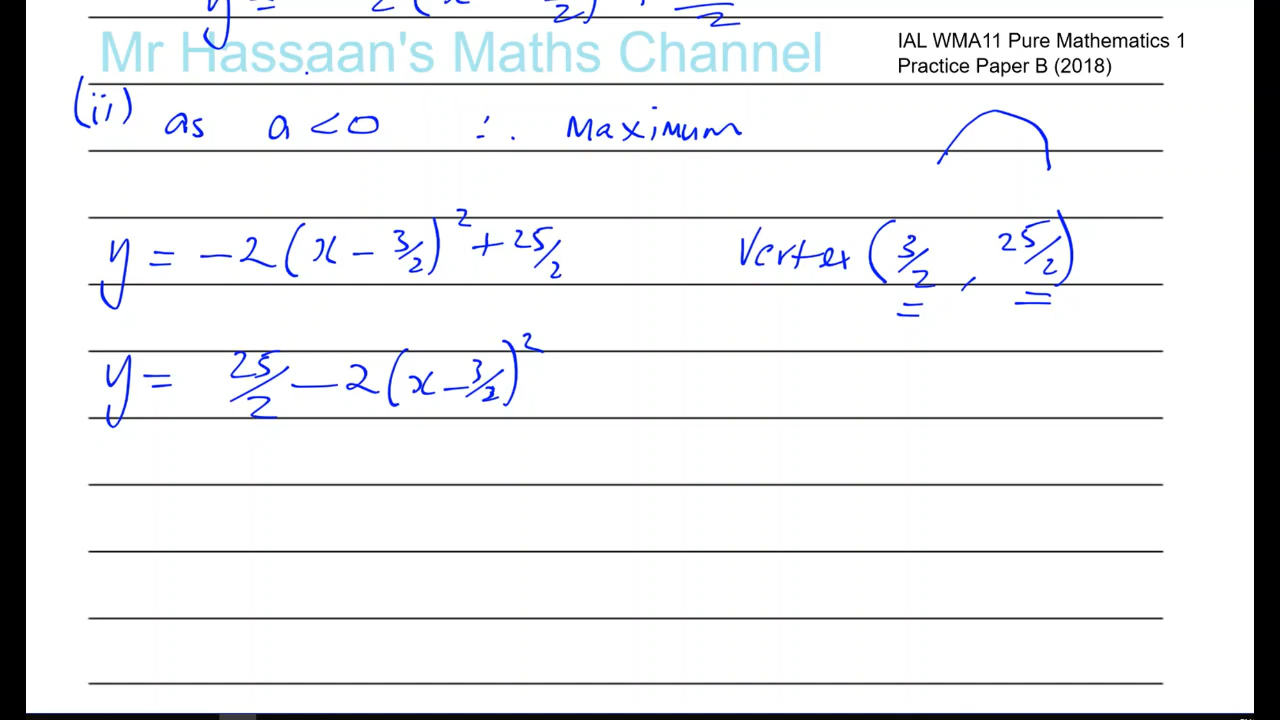 Mr Hassaan's Maths Channel
IAL WMA11 Pure Mathematics 1
Practice Paper B (2018)
(ii) as a < 0 ∴ Maximum
y = -2(x - 3/2)² + 25/2
Vertex (3/2, 25/2)
y = 25/2 - 2(x - 3/2)²